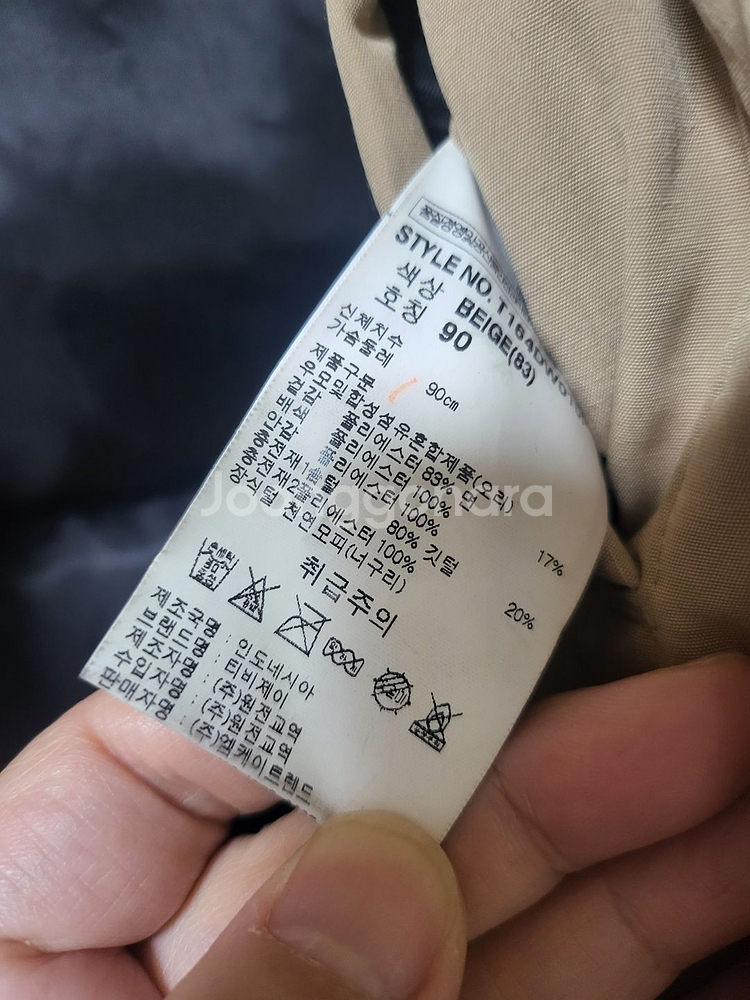 STYLE NO. T164DW0
색상 BEIGE(83)
호칭 90
신체치수
가슴둘레 90cm
제품구분
우모및합성섬유혼합제품(오리)
겉감 폴리에스터 83% 면 17%
배색 폴리에스터 100%
안감 폴리에스터 100%
충전재1솜털 80% 깃털 20%
충전재2폴리에스터 100%
장식털 천연모피(너구리)
취급주의
제조국명 : 인도네시아
브랜드명 : 티비제이
제조자명 : (주)원전교역
수입자명 : (주)원전교역
판매자명 : (주)엠케이트렌드
Joonggonara